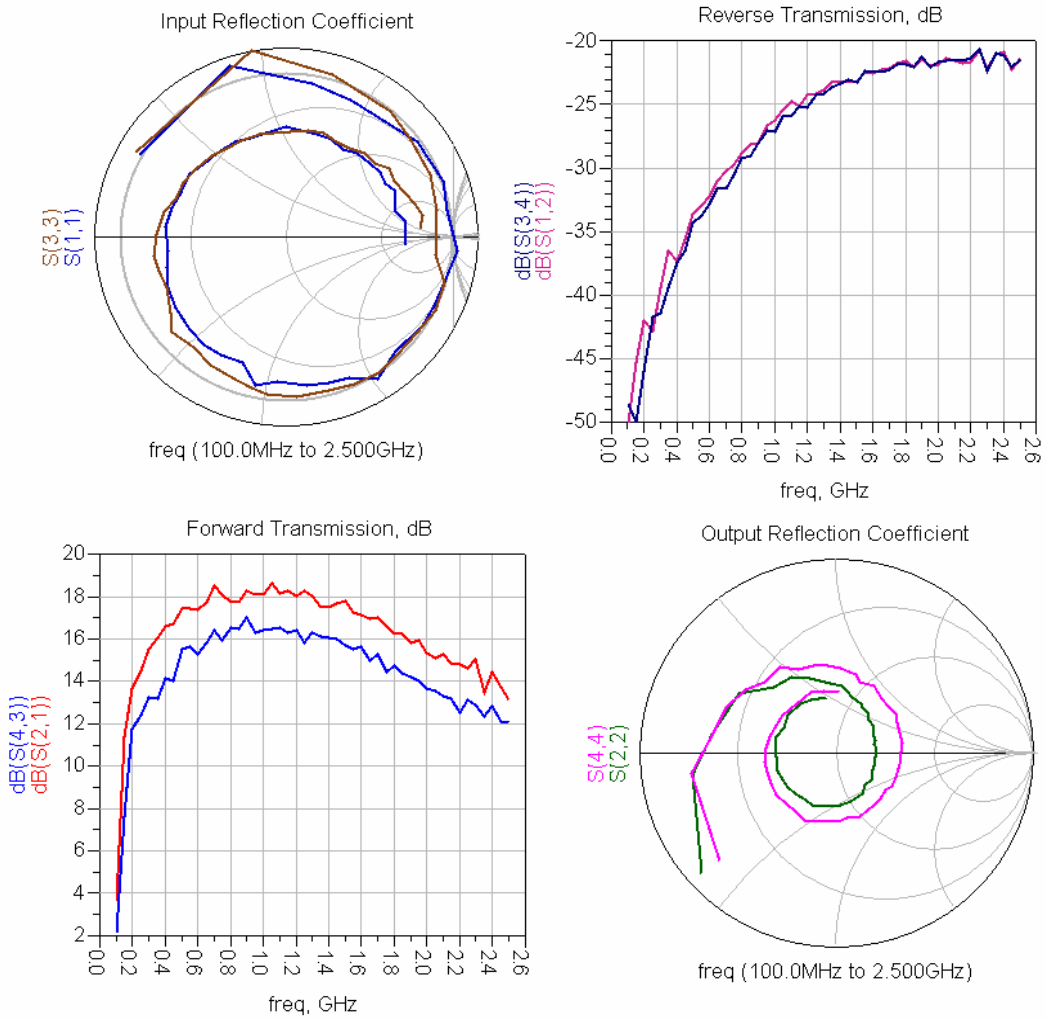 Input Reflection Coefficient
S(3,3)
S(1,1)
freq (100.0MHz to 2.500GHz)
Reverse Transmission, dB
dB(S(3,4))
dB(S(1,2))
-20
-25
-30
-35
-40
-45
-50
0.0 0.2 0.4 0.6 0.8 1.0 1.2 1.4 1.6 1.8 2.0 2.2 2.4 2.6
freq, GHz
Forward Transmission, dB
dB(S(4,3))
dB(S(2,1))
20
18
16
14
12
10
8
6
4
2
0.0 0.2 0.4 0.6 0.8 1.0 1.2 1.4 1.6 1.8 2.0 2.2 2.4 2.6
freq, GHz
Output Reflection Coefficient
S(4,4)
S(2,2)
freq (100.0MHz to 2.500GHz)